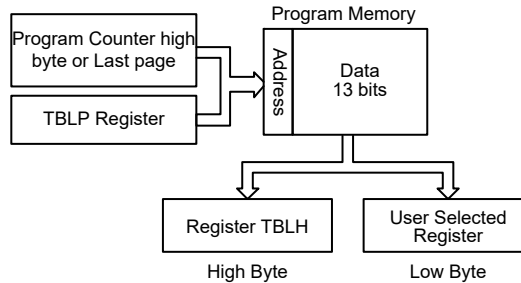 Program Memory
Program Counter high
byte or Last page
TBLP Register
Address
Data
13 bits
Register TBLH
User Selected
Register
High Byte
Low Byte